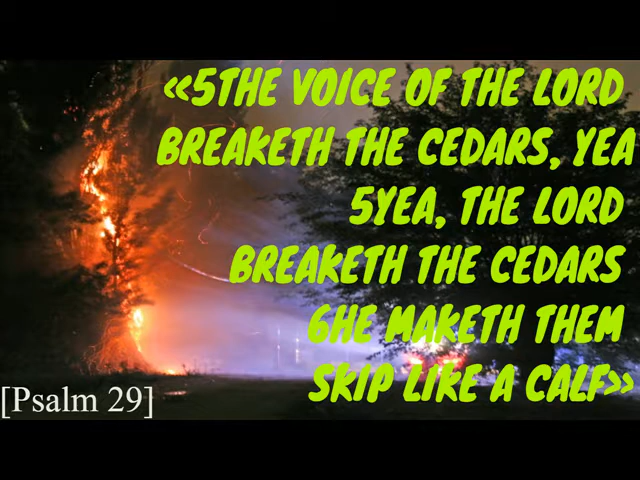 «5THE VOICE OF THE LORD
BREAKETH THE CEDARS, YEA
5YEA, THE LORD
BREAKETH THE CEDARS
6HE MAKETH THEM
SKIP LIKE A CALF»
[Psalm 29]